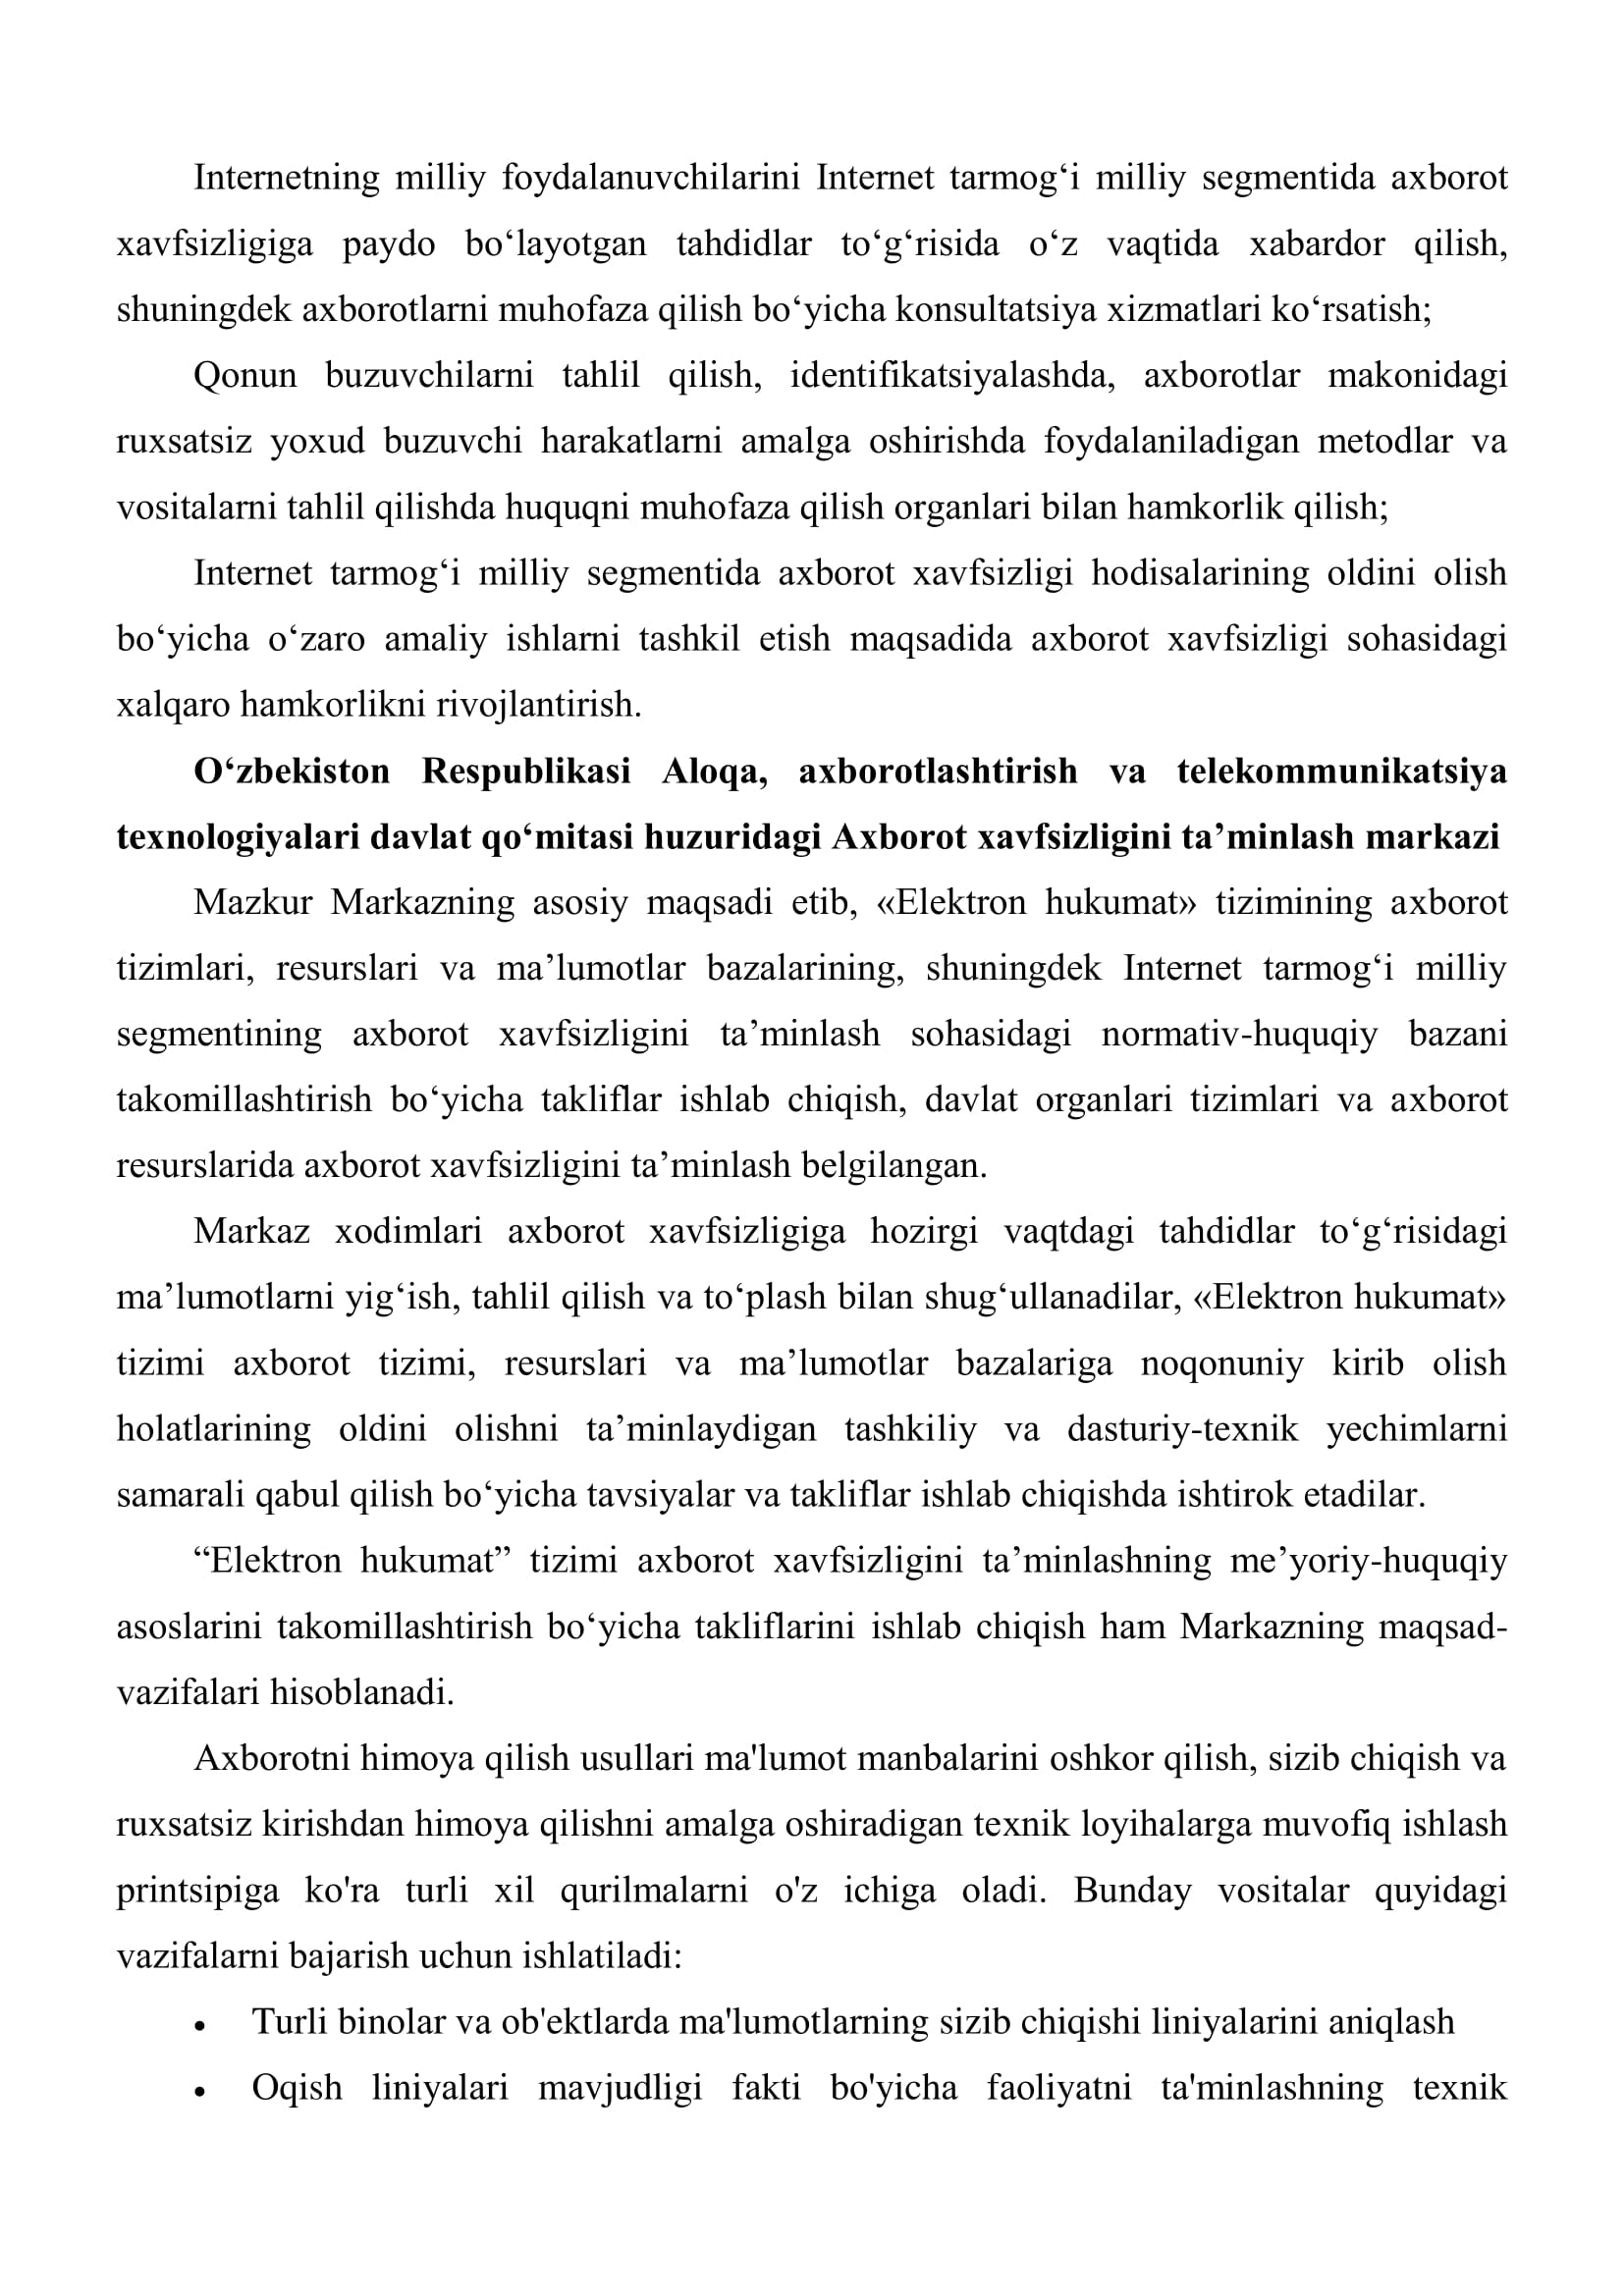 Internetning milliy foydalanuvchilarini Internet tarmog‘i milliy segmentida axborot
xavfsizligiga paydo bo‘layotgan tahdidlar to‘g‘risida o‘z vaqtida xabardor qilish,
shuningdek axborotlarni muhofaza qilish bo‘yicha konsultatsiya xizmatlari ko‘rsatish;
Qonun buzuvchilarni tahlil qilish, identifikatsiyalashda, axborotlar makonidagi
ruxsatsiz yoxud buzuvchi harakatlarni amalga oshirishda foydalaniladigan metodlar va
vositalarni tahlil qilishda huquqni muhofaza qilish organlari bilan hamkorlik qilish;
Internet tarmog‘i milliy segmentida axborot xavfsizligi hodisalarining oldini olish
bo‘yicha o‘zaro amaliy ishlarni tashkil etish maqsadida axborot xavfsizligi sohasidagi
xalqaro hamkorlikni rivojlantirish.
O‘zbekiston Respublikasi Aloqa, axborotlashtirish va telekommunikatsiya
texnologiyalari davlat qo‘mitasi huzuridagi Axborot xavfsizligini ta’minlash markazi
Mazkur Markazning asosiy maqsadi etib, «Elektron hukumat» tizimining axborot
tizimlari, resurslari va ma’lumotlar bazalarining, shuningdek Internet tarmog‘i milliy
segmentining axborot xavfsizligini ta’minlash sohasidagi normativ-huquqiy bazani
takomillashtirish bo‘yicha takliflar ishlab chiqish, davlat organlari tizimlari va axborot
resurslarida axborot xavfsizligini ta’minlash belgilangan.
Markaz xodimlari axborot xavfsizligiga hozirgi vaqtdagi tahdidlar to‘g‘risidagi
ma’lumotlarni yig‘ish, tahlil qilish va to‘plash bilan shug‘ullanadilar, «Elektron hukumat»
tizimi axborot tizimi, resurslari va ma’lumotlar bazalariga noqonuniy kirib olish
holatlarining oldini olishni ta’minlaydigan tashkiliy va dasturiy-texnik yechimlarni
samarali qabul qilish bo‘yicha tavsiyalar va takliflar ishlab chiqishda ishtirok etadilar.
“Elektron hukumat” tizimi axborot xavfsizligini ta’minlashning me’yoriy-huquqiy
asoslarini takomillashtirish bo‘yicha takliflarini ishlab chiqish ham Markazning maqsad-
vazifalari hisoblanadi.
Axborotni himoya qilish usullari ma'lumot manbalarini oshkor qilish, sizib chiqish va
ruxsatsiz kirishdan himoya qilishni amalga oshiradigan texnik loyihalarga muvofiq ishlash
printsipiga ko'ra turli xil qurilmalarni o'z ichiga oladi. Bunday vositalar quyidagi
vazifalarni bajarish uchun ishlatiladi:
• Turli binolar va ob'ektlarda ma'lumotlarning sizib chiqishi liniyalarini aniqlash
• Oqish liniyalari mavjudligi fakti bo'yicha faoliyatni ta'minlashning texnik